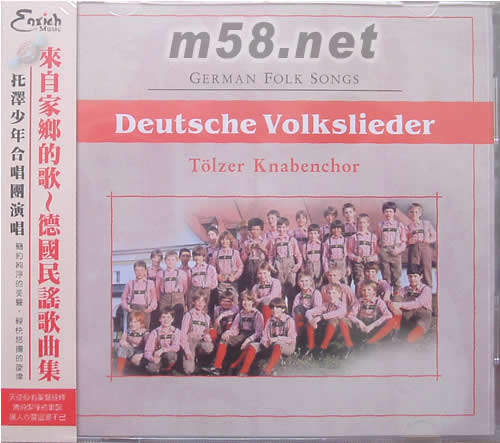 Enrich
Music
來自家鄉的歌~德國民謠歌曲集
托澤少年合唱團演唱
m58.net
GERMAN FOLK SONGS
Deutsche Volkslieder
Tölzer Knabenchor